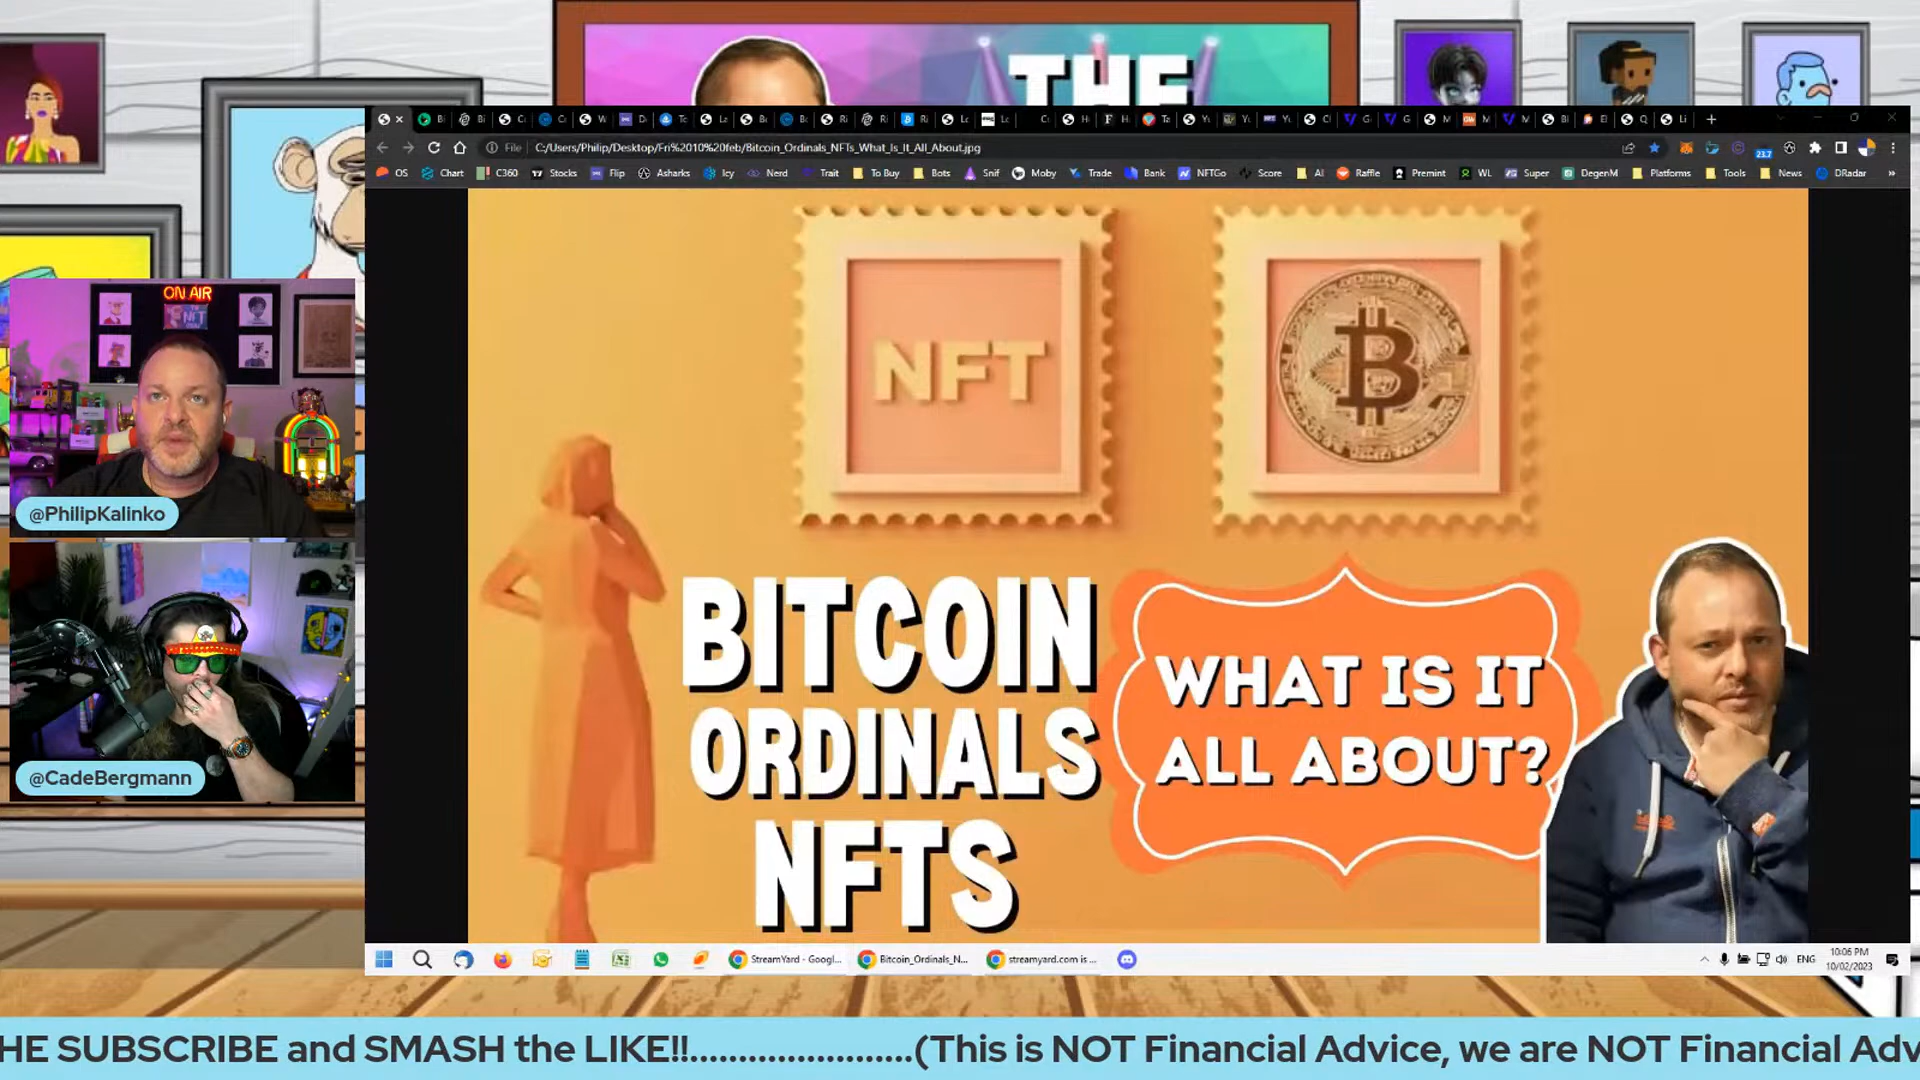 THE
File C:/Users/Philip/Desktop/Fri%2010%20feb/Bitcoin_Ordinals_NFTs_What_Is_It_All_About.jpg
23.7
OS Chart C360 Stocks Flip Asharks Icy Nerd Trait To Buy Bots Snif Moby Trade Bank NFTGo Score AI Raffle Premint WL Super DegenM Platforms Tools News DRadar »
ON AIR
NFT
NFT
B
@PhilipKalinko
BITCOIN
ORDINALS
NFTS
WHAT IS IT
ALL ABOUT?
@CadeBergmann
StreamYard - Googl... Bitcoin_Ordinals_N... streamyard.com is ... ENG 10:06 PM
10/02/2023
HE SUBSCRIBE and SMASH the LIKE!!......................(This is NOT Financial Advice, we are NOT Financial Adv